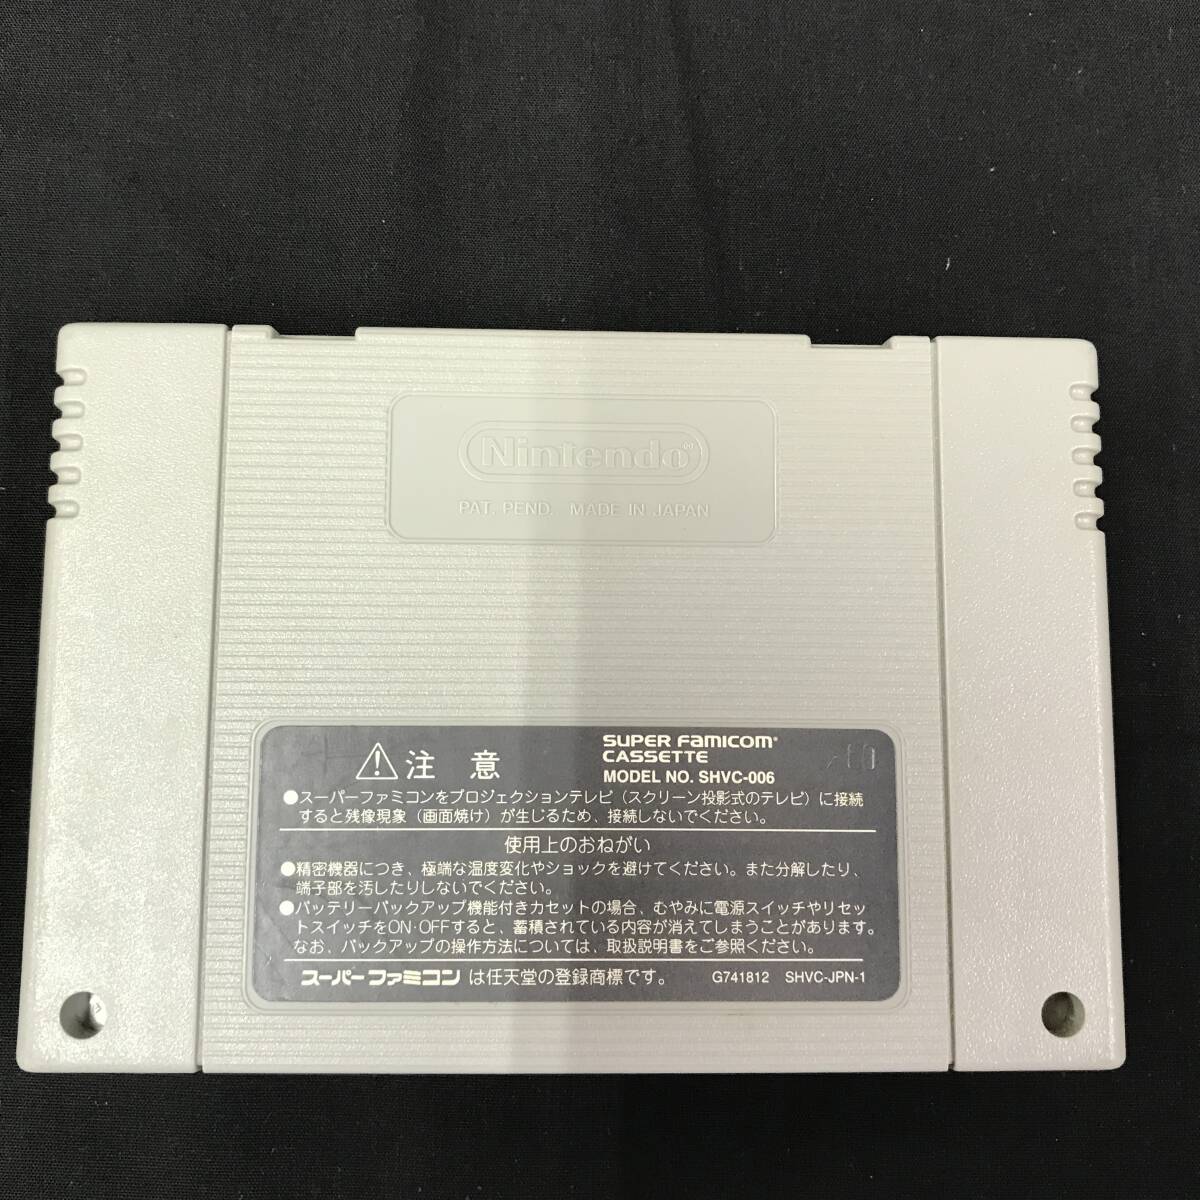 Nintendo®
PAT. PEND. MADE IN JAPAN
注意
SUPER FAMICOM®
CASSETTE
MODEL NO. SHVC-006
●スーパーファミコンをプロジェクションテレビ（スクリーン投影式のテレビ）に接続
すると残像現象（画面焼け）が生じるため、接続しないでください。
使用上のおねがい
●精密機器につき、極端な温度変化やショックを避けてください。また分解したり、
端子部を汚したりしないでください。
●バッテリーバックアップ機能付きカセットの場合、むやみに電源スイッチやリセッ
トスイッチをON・OFFすると、蓄積されている内容が消えてしまうことがあります。
なお、バックアップの操作方法については、取扱説明書をご参照ください。
スーパーファミコン は任天堂の登録商標です。
G741812 SHVC-JPN-1